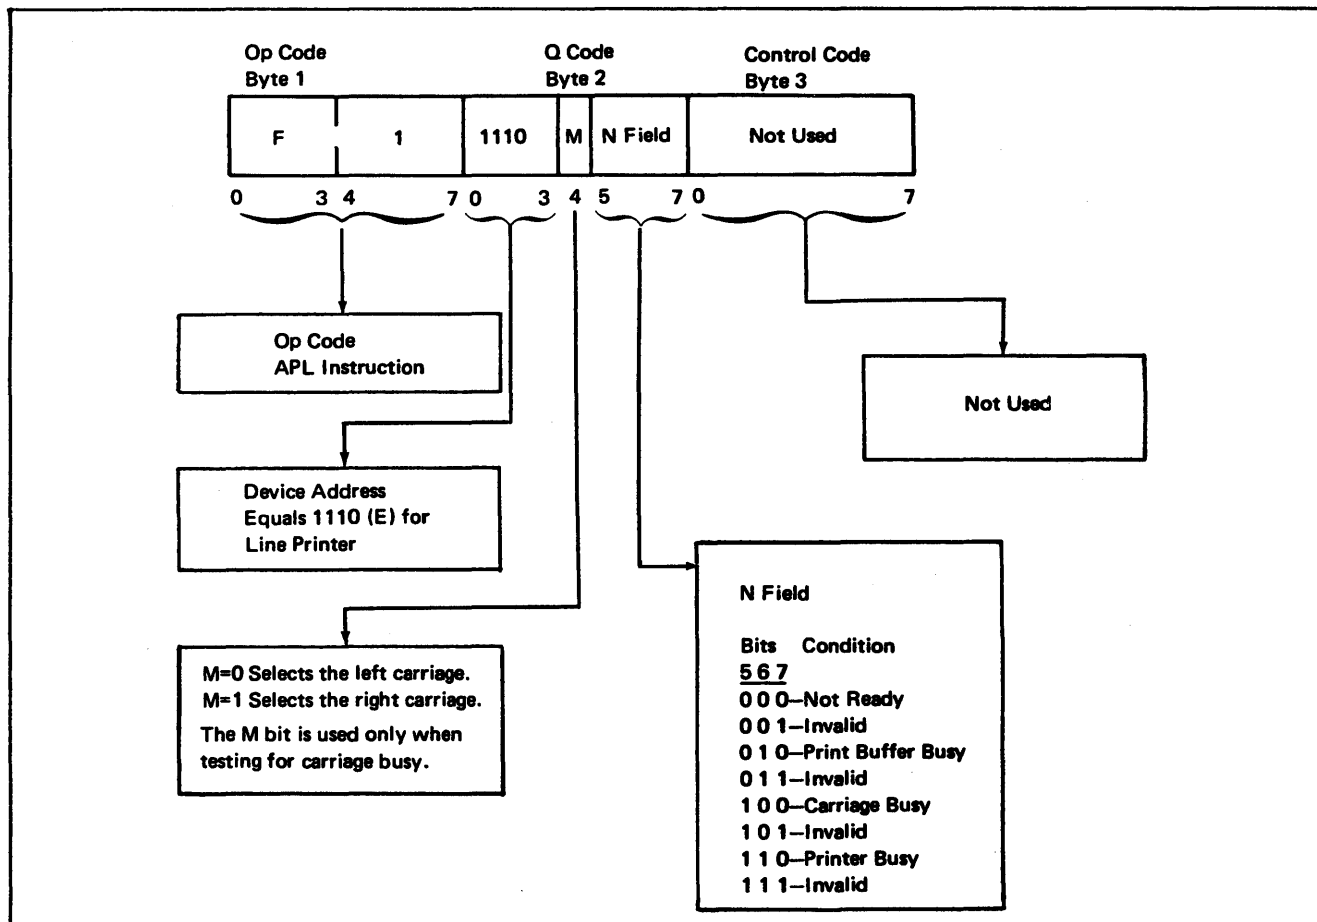 Op Code
Byte 1
Q Code
Byte 2
Control Code
Byte 3
F 1 1110 M N Field Not Used
0 3 4 7 0 3 4 5 7 0 7
Op Code
APL Instruction
Not Used
Device Address
Equals 1110 (E) for
Line Printer
M=0 Selects the left carriage.
M=1 Selects the right carriage.
The M bit is used only when
testing for carriage busy.
N Field
Bits Condition
5 6 7
0 0 0—Not Ready
0 0 1—Invalid
0 1 0—Print Buffer Busy
0 1 1—Invalid
1 0 0—Carriage Busy
1 0 1—Invalid
1 1 0—Printer Busy
1 1 1—Invalid